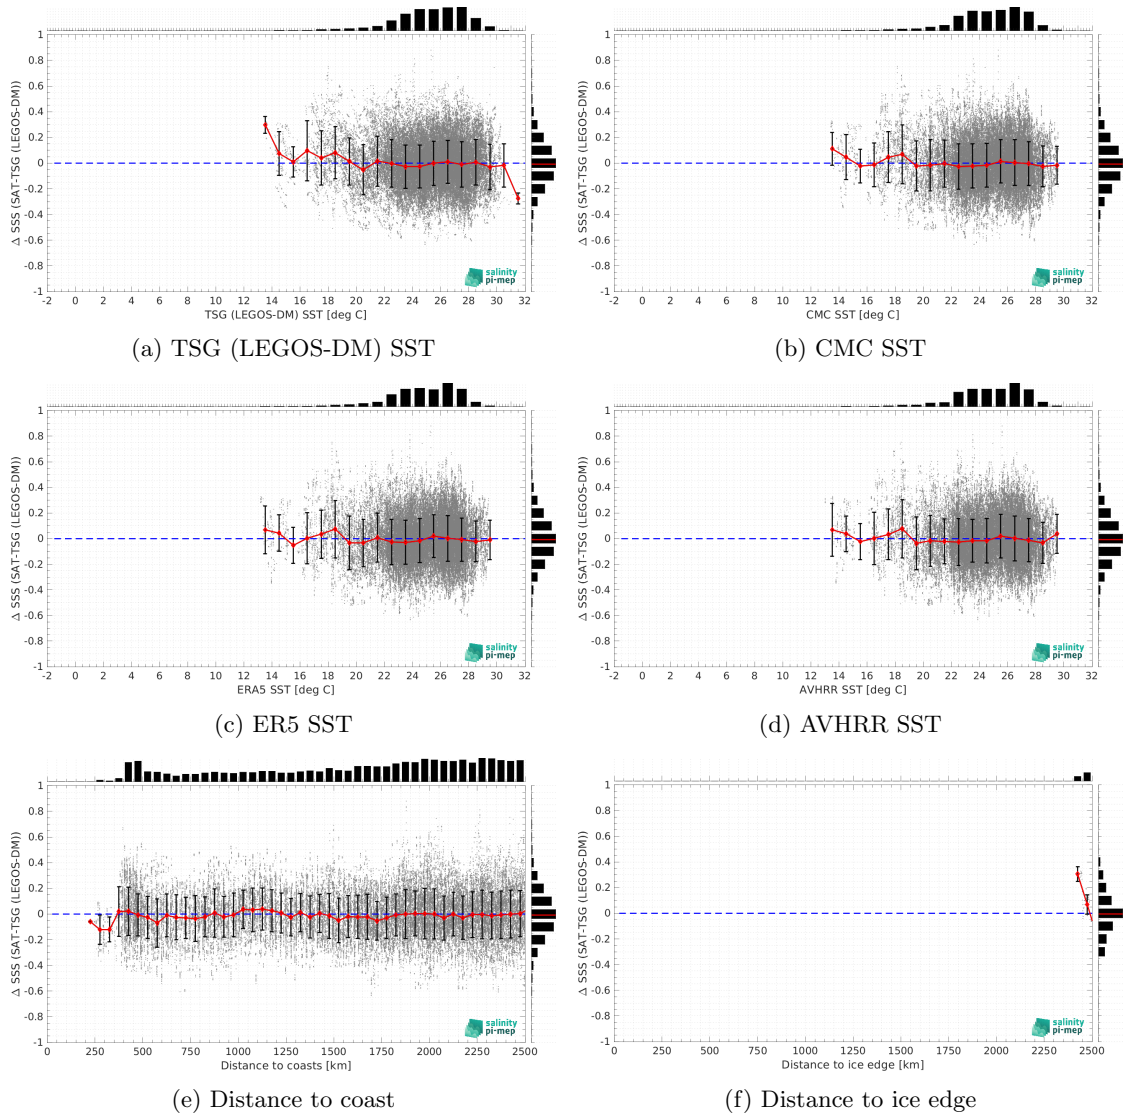 Δ SSS (SAT-TSG (LEGOS-DM))
1
0.8
0.6
0.4
0.2
0
-0.2
-0.4
-0.6
-0.8
-1
-2 0 2 4 6 8 10 12 14 16 18 20 22 24 26 28 30 32
TSG (LEGOS-DM) SST [deg C]
salinity
pi-mep
(a) TSG (LEGOS-DM) SST
Δ SSS (SAT-TSG (LEGOS-DM))
1
0.8
0.6
0.4
0.2
0
-0.2
-0.4
-0.6
-0.8
-1
-2 0 2 4 6 8 10 12 14 16 18 20 22 24 26 28 30 32
CMC SST [deg C]
salinity
pi-mep
(b) CMC SST
Δ SSS (SAT-TSG (LEGOS-DM))
1
0.8
0.6
0.4
0.2
0
-0.2
-0.4
-0.6
-0.8
-1
-2 0 2 4 6 8 10 12 14 16 18 20 22 24 26 28 30 32
ERA5 SST [deg C]
salinity
pi-mep
(c) ER5 SST
Δ SSS (SAT-TSG (LEGOS-DM))
1
0.8
0.6
0.4
0.2
0
-0.2
-0.4
-0.6
-0.8
-1
-2 0 2 4 6 8 10 12 14 16 18 20 22 24 26 28 30 32
AVHRR SST [deg C]
salinity
pi-mep
(d) AVHRR SST
Δ SSS (SAT-TSG (LEGOS-DM))
1
0.8
0.6
0.4
0.2
0
-0.2
-0.4
-0.6
-0.8
-1
0 250 500 750 1000 1250 1500 1750 2000 2250 2500
Distance to coasts [km]
salinity
pi-mep
(e) Distance to coast
Δ SSS (SAT-TSG (LEGOS-DM))
1
0.8
0.6
0.4
0.2
0
-0.2
-0.4
-0.6
-0.8
-1
0 250 500 750 1000 1250 1500 1750 2000 2250 2500
Distance to ice edge [km]
salinity
pi-mep
(f) Distance to ice edge